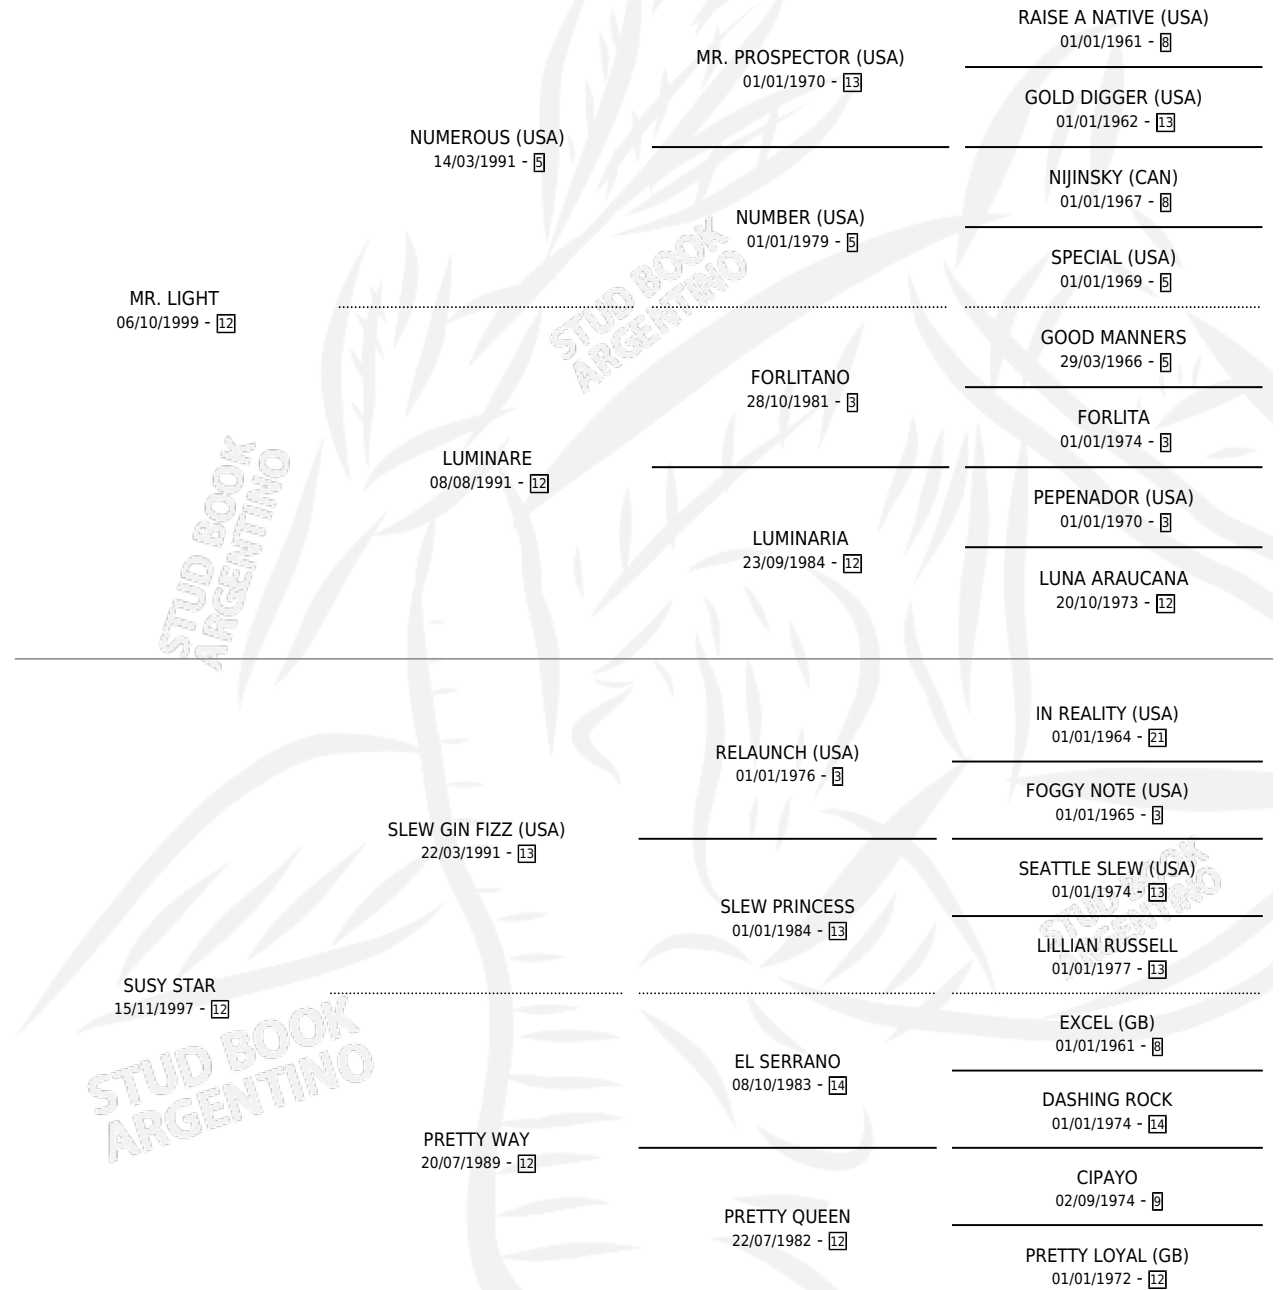 RAISE A NATIVE (USA)
01/01/1961 - 8
MR. PROSPECTOR (USA)
01/01/1970 - 13
GOLD DIGGER (USA)
01/01/1962 - 13
NUMEROUS (USA)
14/03/1991 - 5
NIJINSKY (CAN)
01/01/1967 - 8
NUMBER (USA)
01/01/1979 - 5
SPECIAL (USA)
01/01/1969 - 5
MR. LIGHT
06/10/1999 - 12
GOOD MANNERS
29/03/1966 - 5
FORLITANO
28/10/1981 - 3
FORLITA
01/01/1974 - 3
LUMINARE
08/08/1991 - 12
PEPENADOR (USA)
01/01/1970 - 3
LUMINARIA
23/09/1984 - 12
LUNA ARAUCANA
20/10/1973 - 12
IN REALITY (USA)
01/01/1964 - 21
RELAUNCH (USA)
01/01/1976 - 3
FOGGY NOTE (USA)
01/01/1965 - 3
SLEW GIN FIZZ (USA)
22/03/1991 - 13
SEATTLE SLEW (USA)
01/01/1974 - 13
SLEW PRINCESS
01/01/1984 - 13
LILLIAN RUSSELL
01/01/1977 - 13
SUSY STAR
15/11/1997 - 12
EXCEL (GB)
01/01/1961 - 8
EL SERRANO
08/10/1983 - 14
DASHING ROCK
01/01/1974 - 14
PRETTY WAY
20/07/1989 - 12
CIPAYO
02/09/1974 - 9
PRETTY QUEEN
22/07/1982 - 12
PRETTY LOYAL (GB)
01/01/1972 - 12
STUD BOOK
ARGENTINO
STUD BOOK
ARGENTINO
STUD BOOK
ARGENTINO
STUD BOOK
ARGENTINO